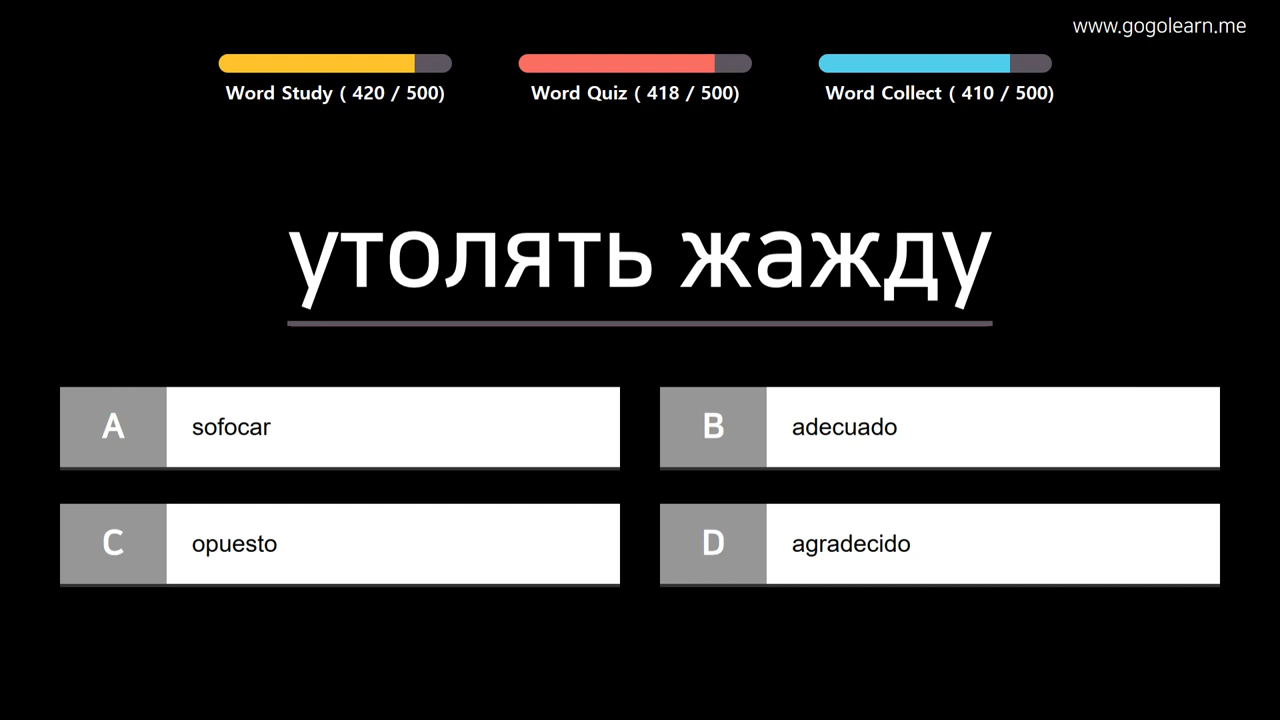 www.gogolearn.me
Word Study ( 420 / 500)
Word Quiz ( 418 / 500)
Word Collect ( 410 / 500)
утолять жажду
A
sofocar
B
adecuado
C
opuesto
D
agradecido